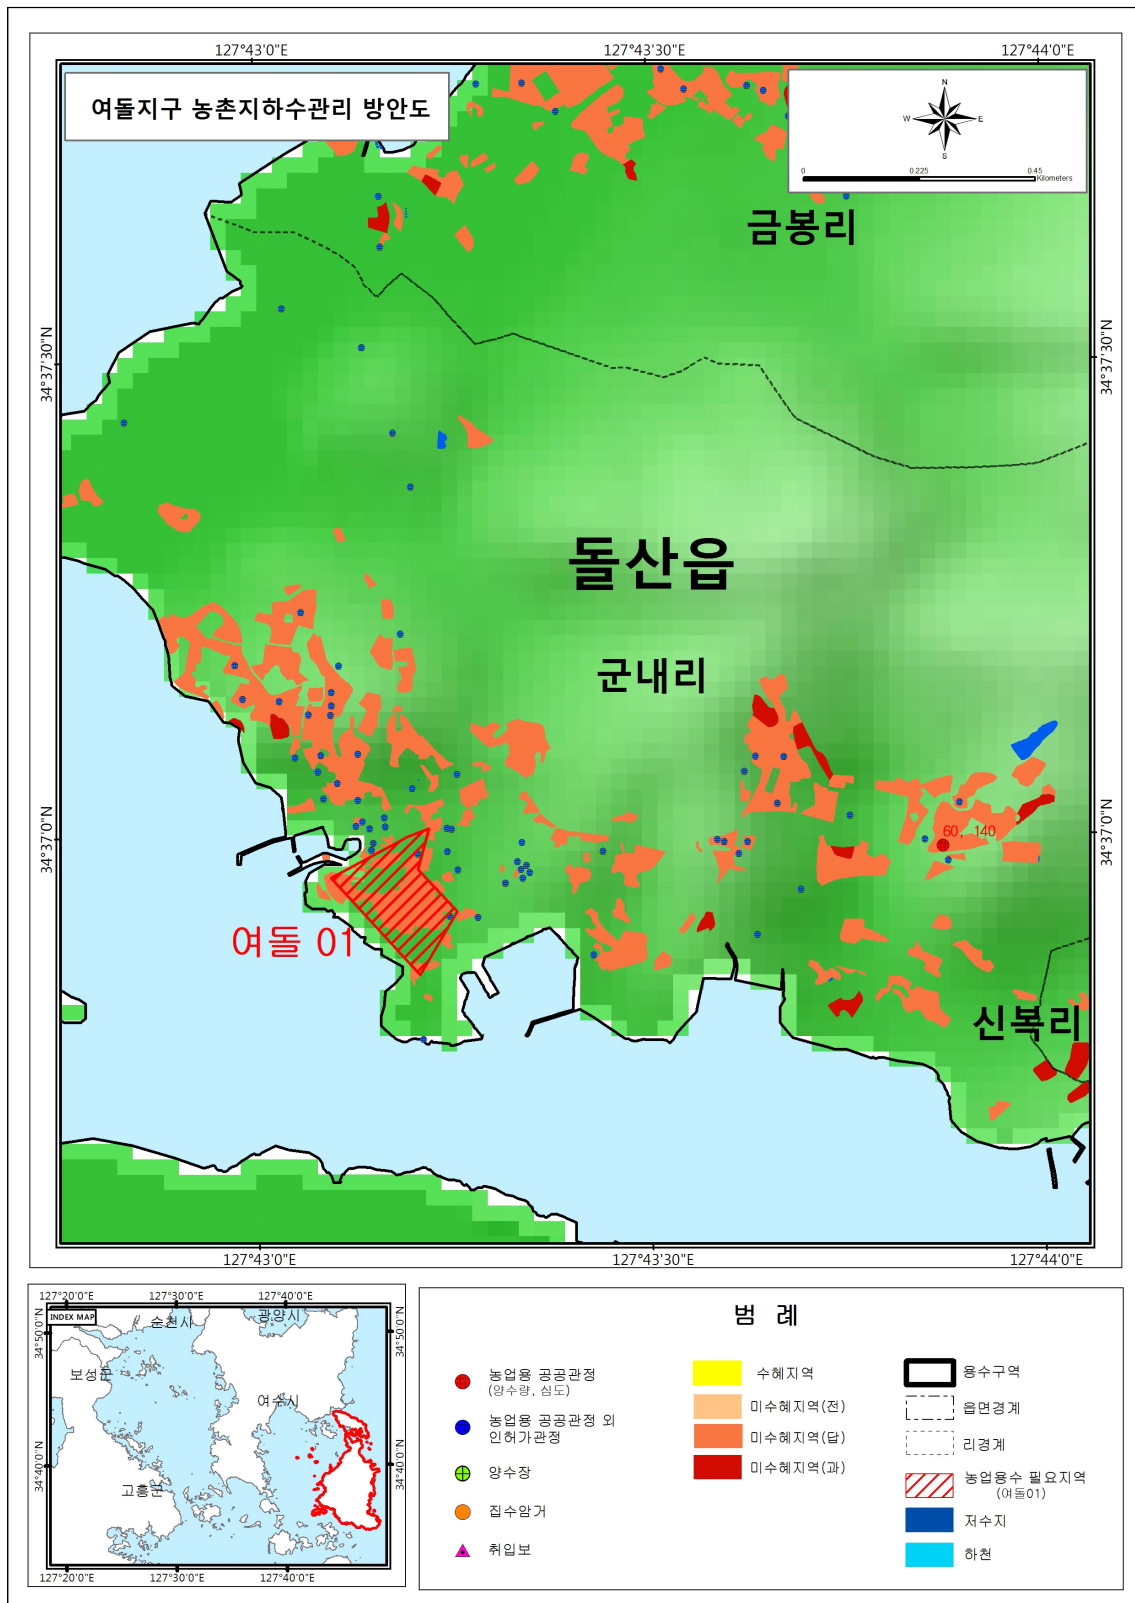 127°43'0"E
127°43'30"E
127°44'0"E
여돌지구 농촌지하수관리 방안도
N
W
E
S
0
0.225
0.45
Kilometers
금봉리
34°37'30"N
34°37'30"N
돌산읍
군내리
34°37'0"N
34°37'0"N
60, 140
여돌 01
신복리
127°43'0"E
127°43'30"E
127°44'0"E
127°20'0"E
127°30'0"E
127°40'0"E
INDEX MAP
순천시
광양시
34°50'0"N
34°50'0"N
보성군
여수시
34°40'0"N
34°40'0"N
고흥군
127°20'0"E
127°30'0"E
127°40'0"E
범 례
농업용 공공관정
(양수량, 심도)
농업용 공공관정 외
인허가관정
양수장
집수암거
취입보
수혜지역
미수혜지역(전)
미수혜지역(답)
미수혜지역(과)
용수구역
읍면경계
리경계
농업용수 필요지역
(여돌01)
저수지
하천